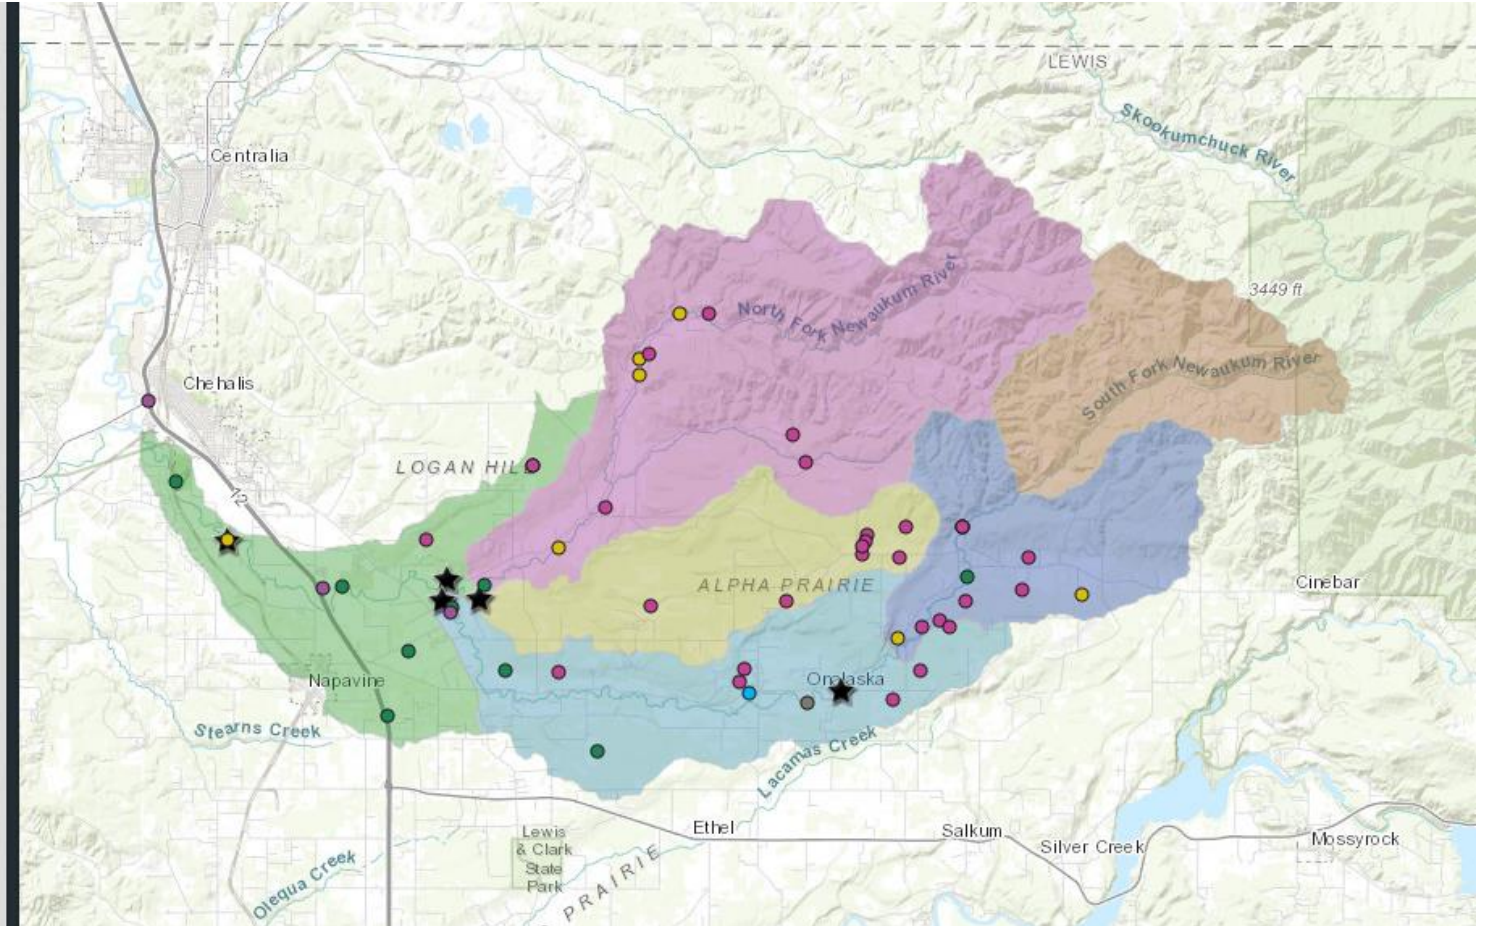 LEWIS
Skookumchuck River
Centralia
3449 ft
North Fork Newaukum River
South Fork Newaukum River
Chehalis
LOGAN HILL
12
ALPHA PRAIRIE
Cinebar
Napavine
Onalaska
Stearns Creek
Lacamas Creek
Ethel
Salkum
Silver Creek
Mossyrock
Lewis
& Clark
State
Park
Olequa Creek
PRAIRIE